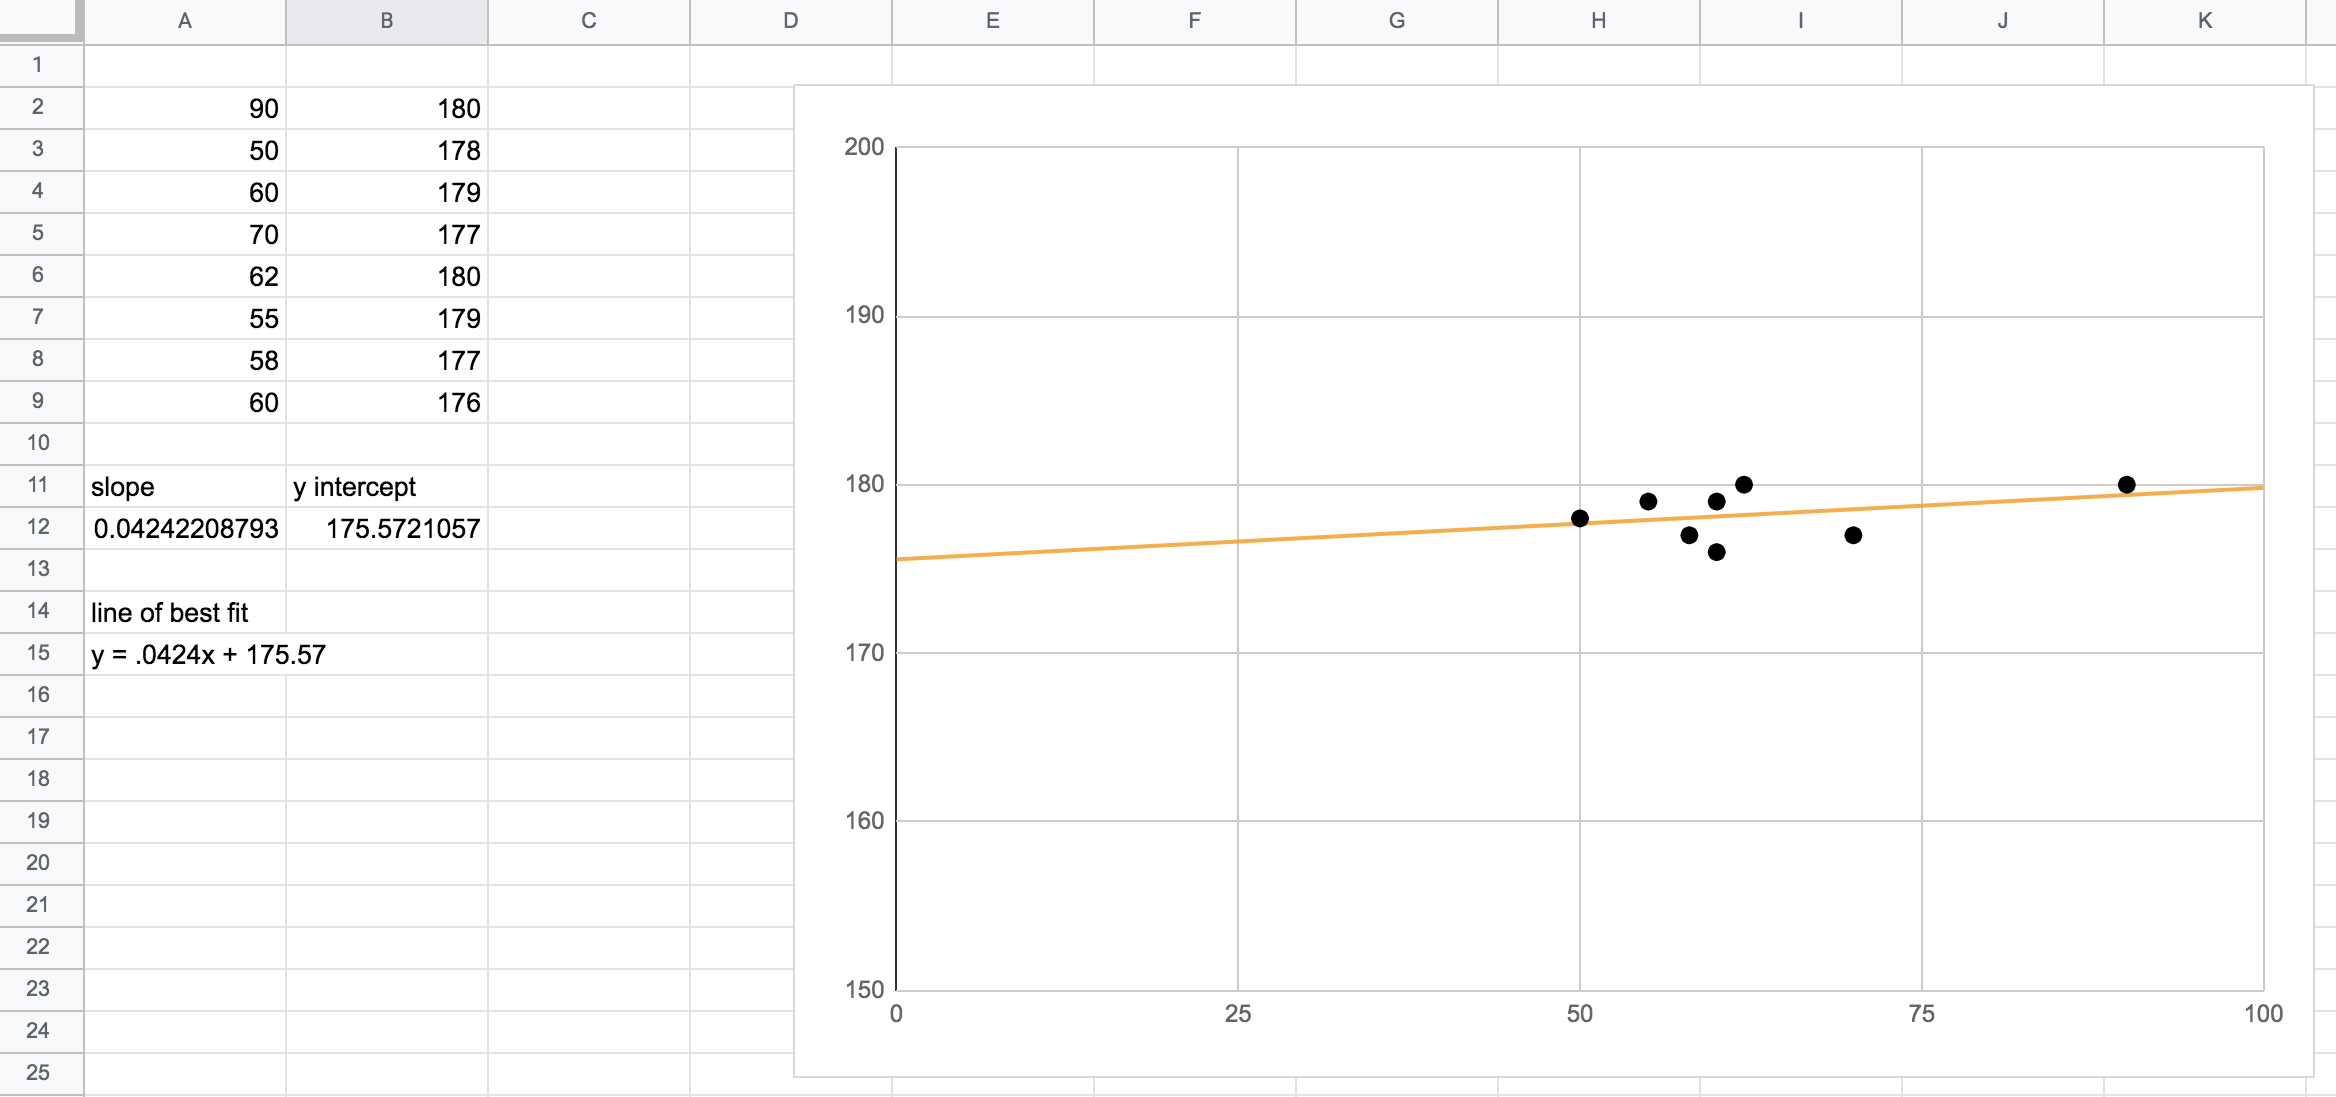 A B C D E F G H I J K
1
2 90 180
3 50 178
4 60 179
5 70 177
6 62 180
7 55 179
8 58 177
9 60 176
10
11 slope y intercept
12 0.04242208793 175.5721057
13
14 line of best fit
15 y = .0424x + 175.57
16
17
18
19
20
21
22
23
24
25
200
190
180
170
160
150
0 25 50 75 100